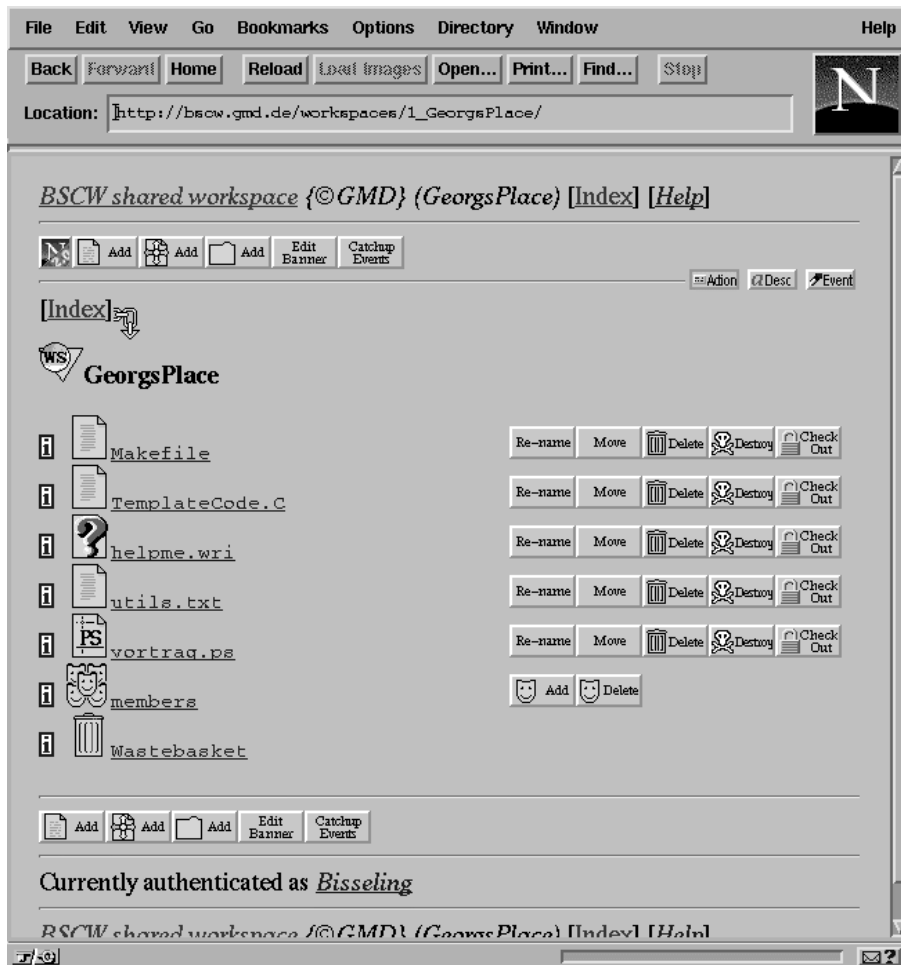 File Edit View Go Bookmarks Options Directory Window Help
Back Forward Home Reload Load Images Open... Print... Find... Stop
N
Location: http://bscw.gmd.de/workspaces/1_GeorgsPlace/
BSCW shared workspace {©GMD} (GeorgsPlace) [Index] [Help]
Add Add Add Edit Banner Catchup Events
Action Desc Event
[Index]
WS GeorgsPlace
i Makefile Re-name Move Delete Destroy Check Out
i TemplateCode.C Re-name Move Delete Destroy Check Out
i helpme.wri Re-name Move Delete Destroy Check Out
i utils.txt Re-name Move Delete Destroy Check Out
i PS vortrag.ps Re-name Move Delete Destroy Check Out
i members Add Delete
i Wastebasket
Add Add Add Edit Banner Catchup Events
Currently authenticated as Bisseling
BSCW shared workspace {©GMD} (GeorgsPlace) [Index] [Help]